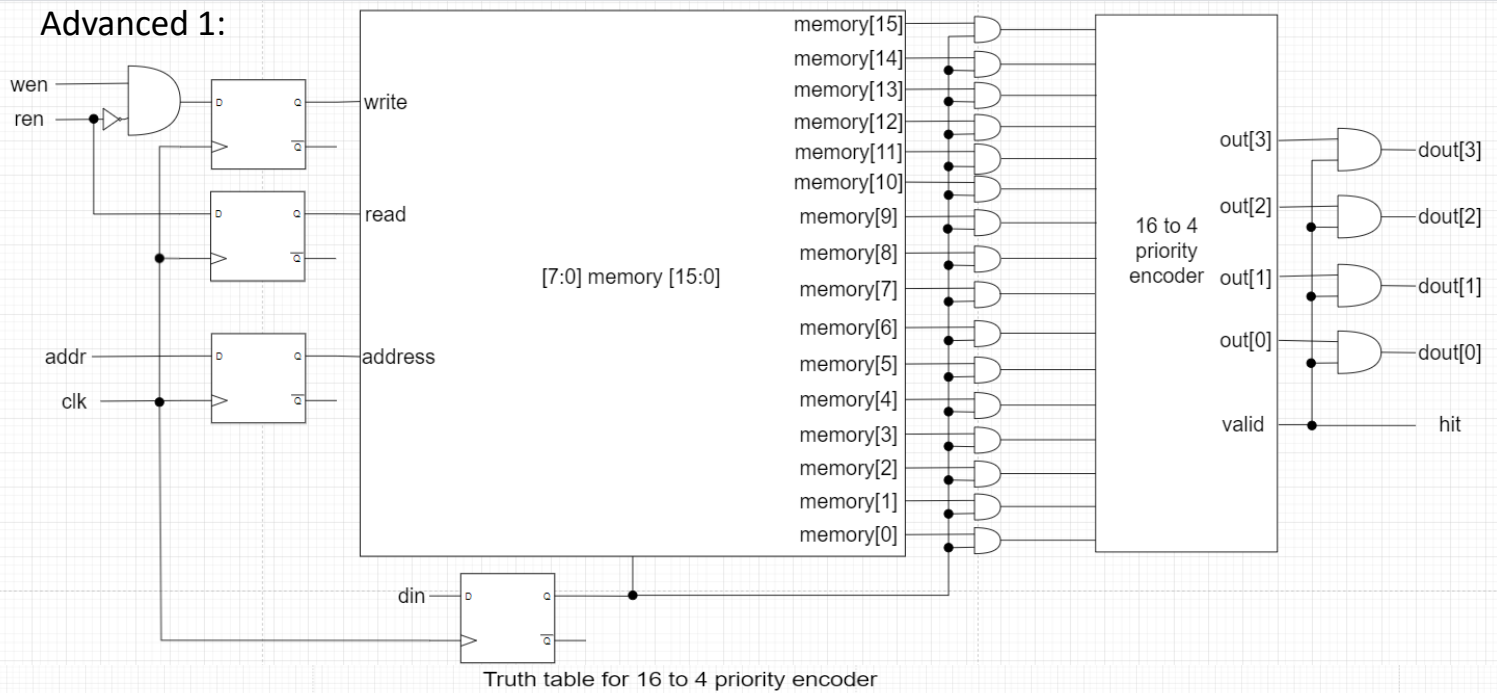 Advanced 1:
wen
ren
addr
clk
D Q
Q
write
D Q
Q
read
D Q
Q
address
[7:0] memory [15:0]
memory[15]
memory[14]
memory[13]
memory[12]
memory[11]
memory[10]
memory[9]
memory[8]
memory[7]
memory[6]
memory[5]
memory[4]
memory[3]
memory[2]
memory[1]
memory[0]
din
D Q
Q
16 to 4
priority
encoder
out[3]
out[2]
out[1]
out[0]
valid
dout[3]
dout[2]
dout[1]
dout[0]
hit
Truth table for 16 to 4 priority encoder